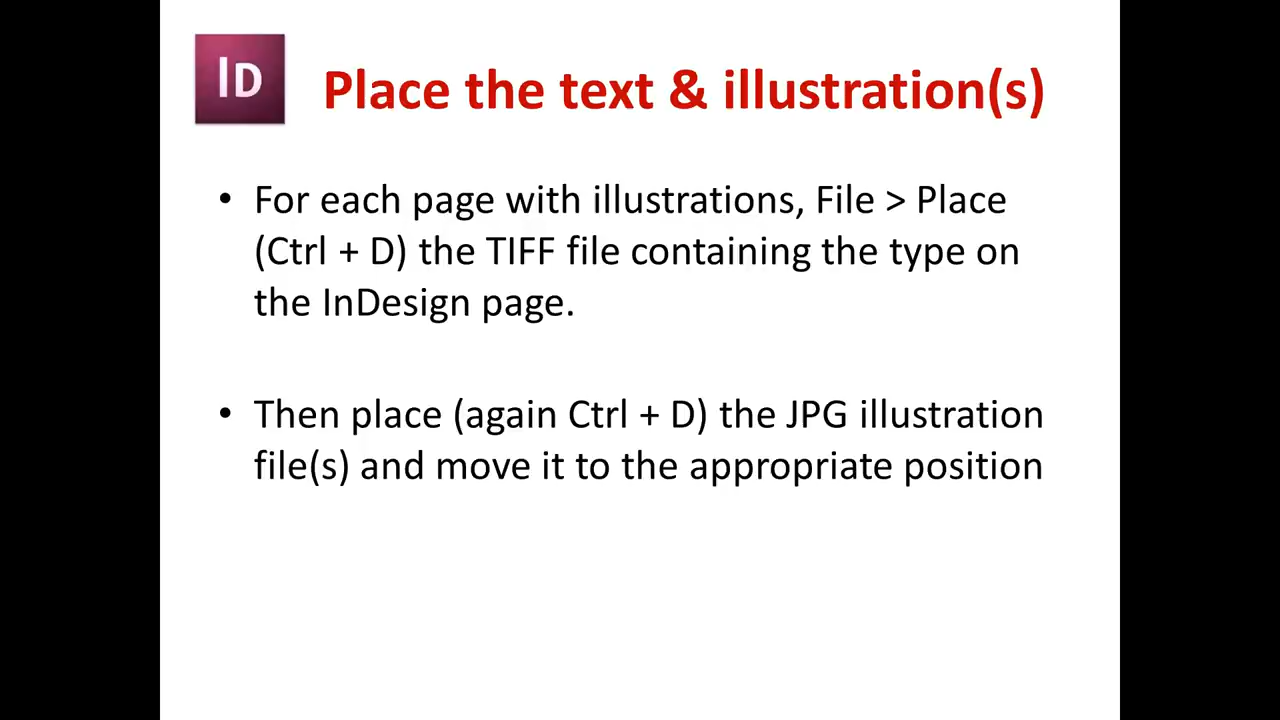 ID
Place the text & illustration(s)
• For each page with illustrations, File > Place
(Ctrl + D) the TIFF file containing the type on
the InDesign page.
• Then place (again Ctrl + D) the JPG illustration
file(s) and move it to the appropriate position